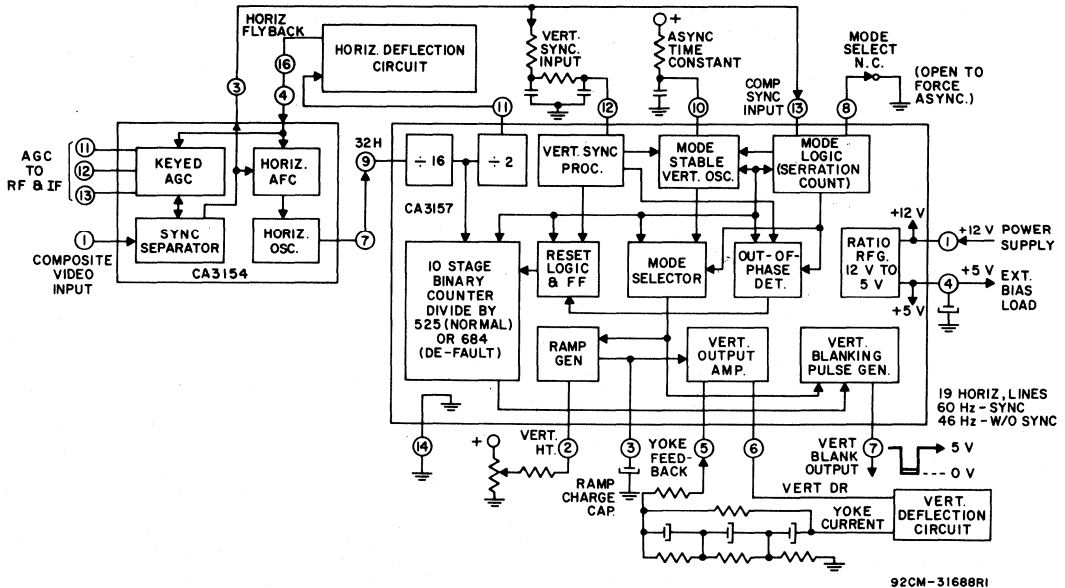 HORIZ
FLYBACK
HORIZ. DEFLECTION
CIRCUIT
VERT.
SYNC.
INPUT
+
ASYNC
TIME
CONSTANT
MODE
SELECT
N.C.
(OPEN TO
FORCE
ASYNC.)
3
16
4
11
12
10
COMP
SYNC
INPUT
13
8
AGC
TO
RF & IF
11
12
13
KEYED
AGC
HORIZ.
AFC
SYNC
SEPARATOR
HORIZ
OSC.
1
COMPOSITE
VIDEO
INPUT
CA3154
7
32H
9
÷ 16
÷ 2
CA3157
VERT. SYNC
PROC.
MODE
STABLE
VERT. OSC.
MODE LOGIC
(SERRATION
COUNT)
10 STAGE
BINARY
COUNTER
DIVIDE BY
525 (NORMAL)
OR 684
(DE-FAULT)
RESET
LOGIC
& FF
MODE
SELECTOR
OUT-OF-
PHASE
DET.
RATIO
RFG.
12 V TO
5 V
+12 V
1
+12 V POWER
SUPPLY
+5 V
4
+5 V
EXT.
BIAS
LOAD
RAMP
GEN
VERT.
OUTPUT
AMP.
VERT.
BLANKING
PULSE GEN.
19 HORIZ, LINES
60 Hz - SYNC
46 Hz - W/O SYNC
14
+
VERT.
HT.
2
3
RAMP
CHARGE
CAP.
YOKE
FEED-
BACK
5
6
VERT
BLANK
OUTPUT
7
5 V
0 V
VERT DR
YOKE
CURRENT
VERT.
DEFLECTION
CIRCUIT
92CM-31688R1